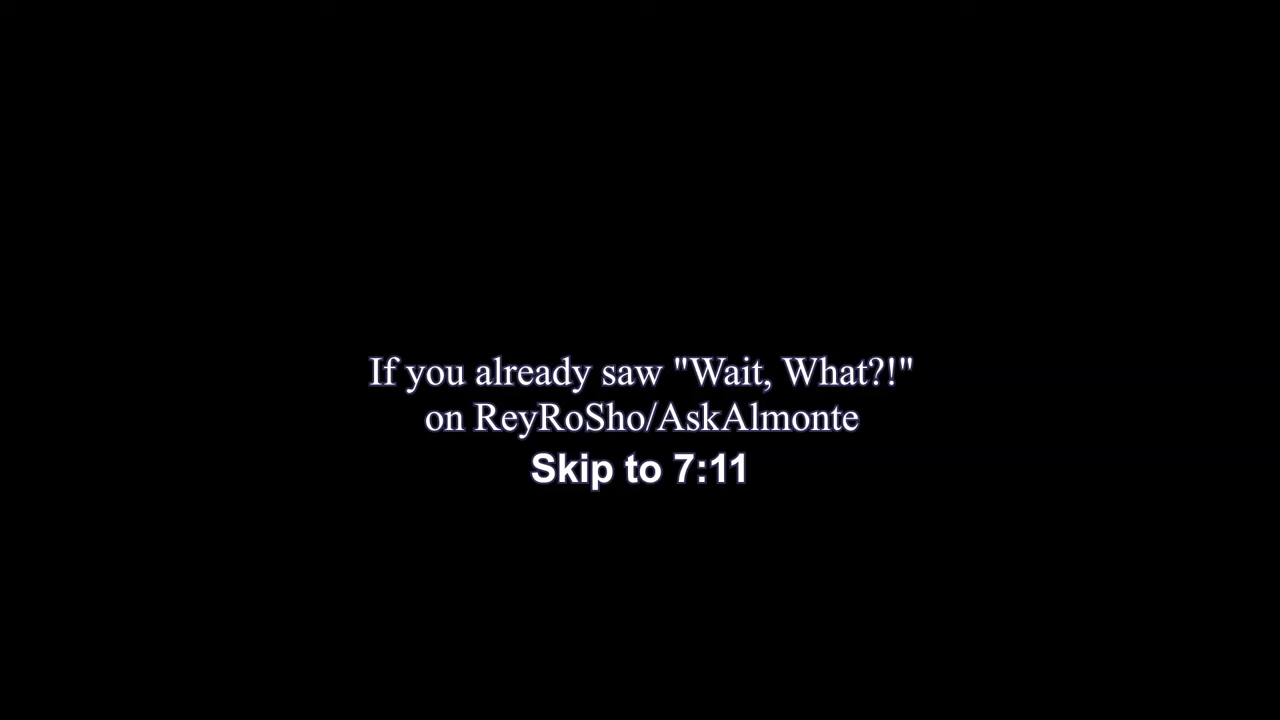 If you already saw "Wait, What?!"
on ReyRoSho/AskAlmonte
Skip to 7:11